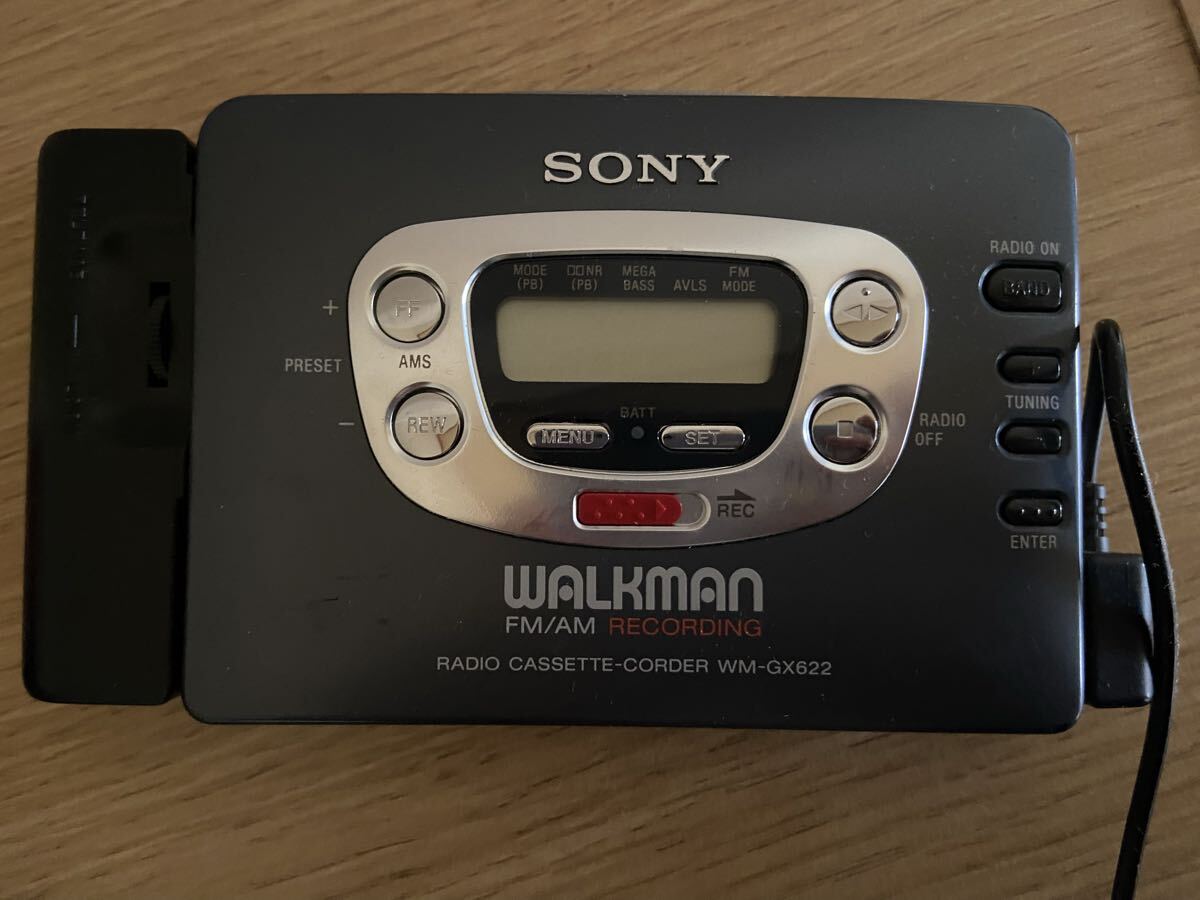 SONY
RADIO ON
BAND
MODE (PB)
NR (PB)
MEGA BASS
AVLS
FM MODE
+
FF
AMS
PRESET
−
REW
BATT
MENU
SET
RADIO OFF
TUNING
+
-
REC
ENTER
WALKMAN
FM/AM RECORDING
RADIO CASSETTE-CORDER WM-GX622